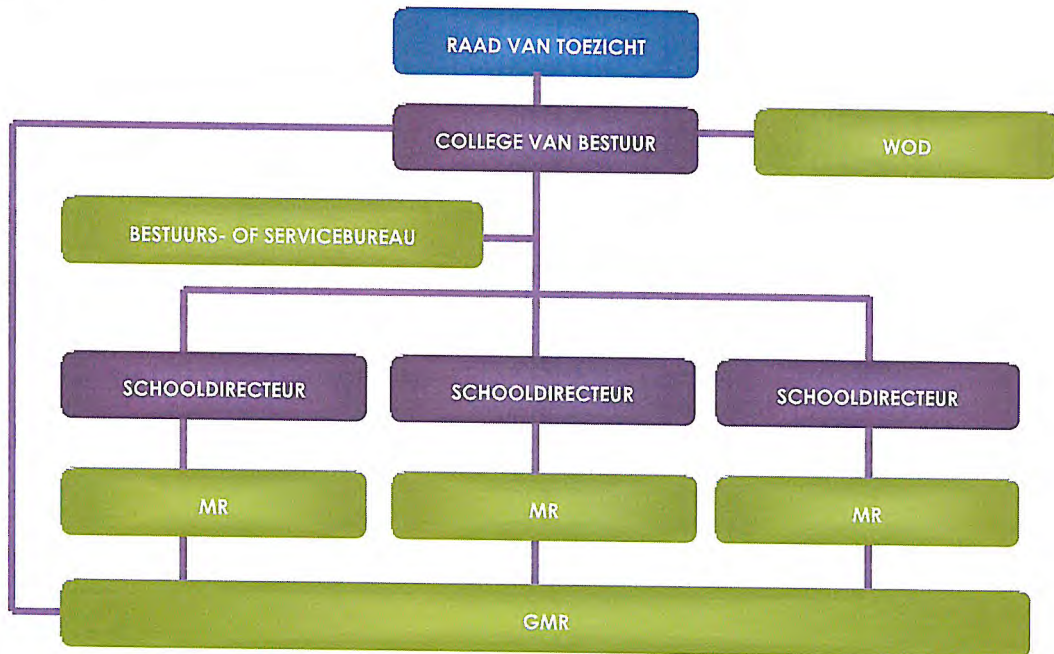 RAAD VAN TOEZICHT
COLLEGE VAN BESTUUR
WOD
BESTUURS- OF SERVICEBUREAU
SCHOOLDIRECTEUR
SCHOOLDIRECTEUR
SCHOOLDIRECTEUR
MR
MR
MR
GMR